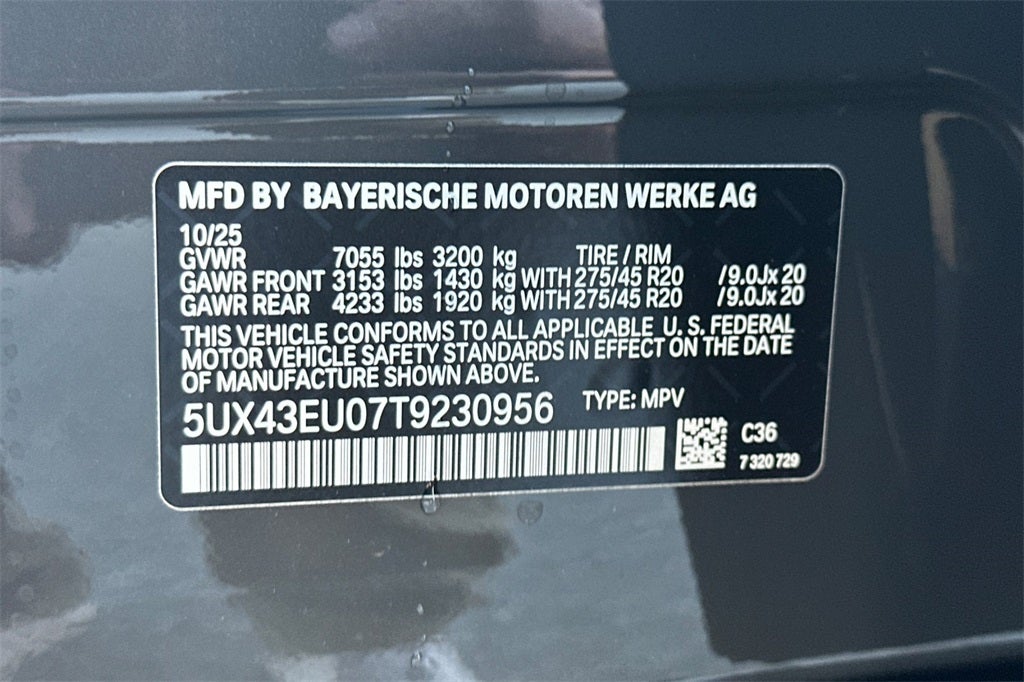 MFD BY BAYERISCHE MOTOREN WERKE AG
10/25
GVWR 7055 lbs 3200 kg TIRE / RIM
GAWR FRONT 3153 lbs 1430 kg WITH 275/45 R20 /9.0Jx 20
GAWR REAR 4233 lbs 1920 kg WITH 275/45 R20 /9.0Jx 20
THIS VEHICLE CONFORMS TO ALL APPLICABLE U. S. FEDERAL
MOTOR VEHICLE SAFETY STANDARDS IN EFFECT ON THE DATE
OF MANUFACTURE SHOWN ABOVE.
5UX43EU07T9230956 TYPE: MPV
C36
7 320 729